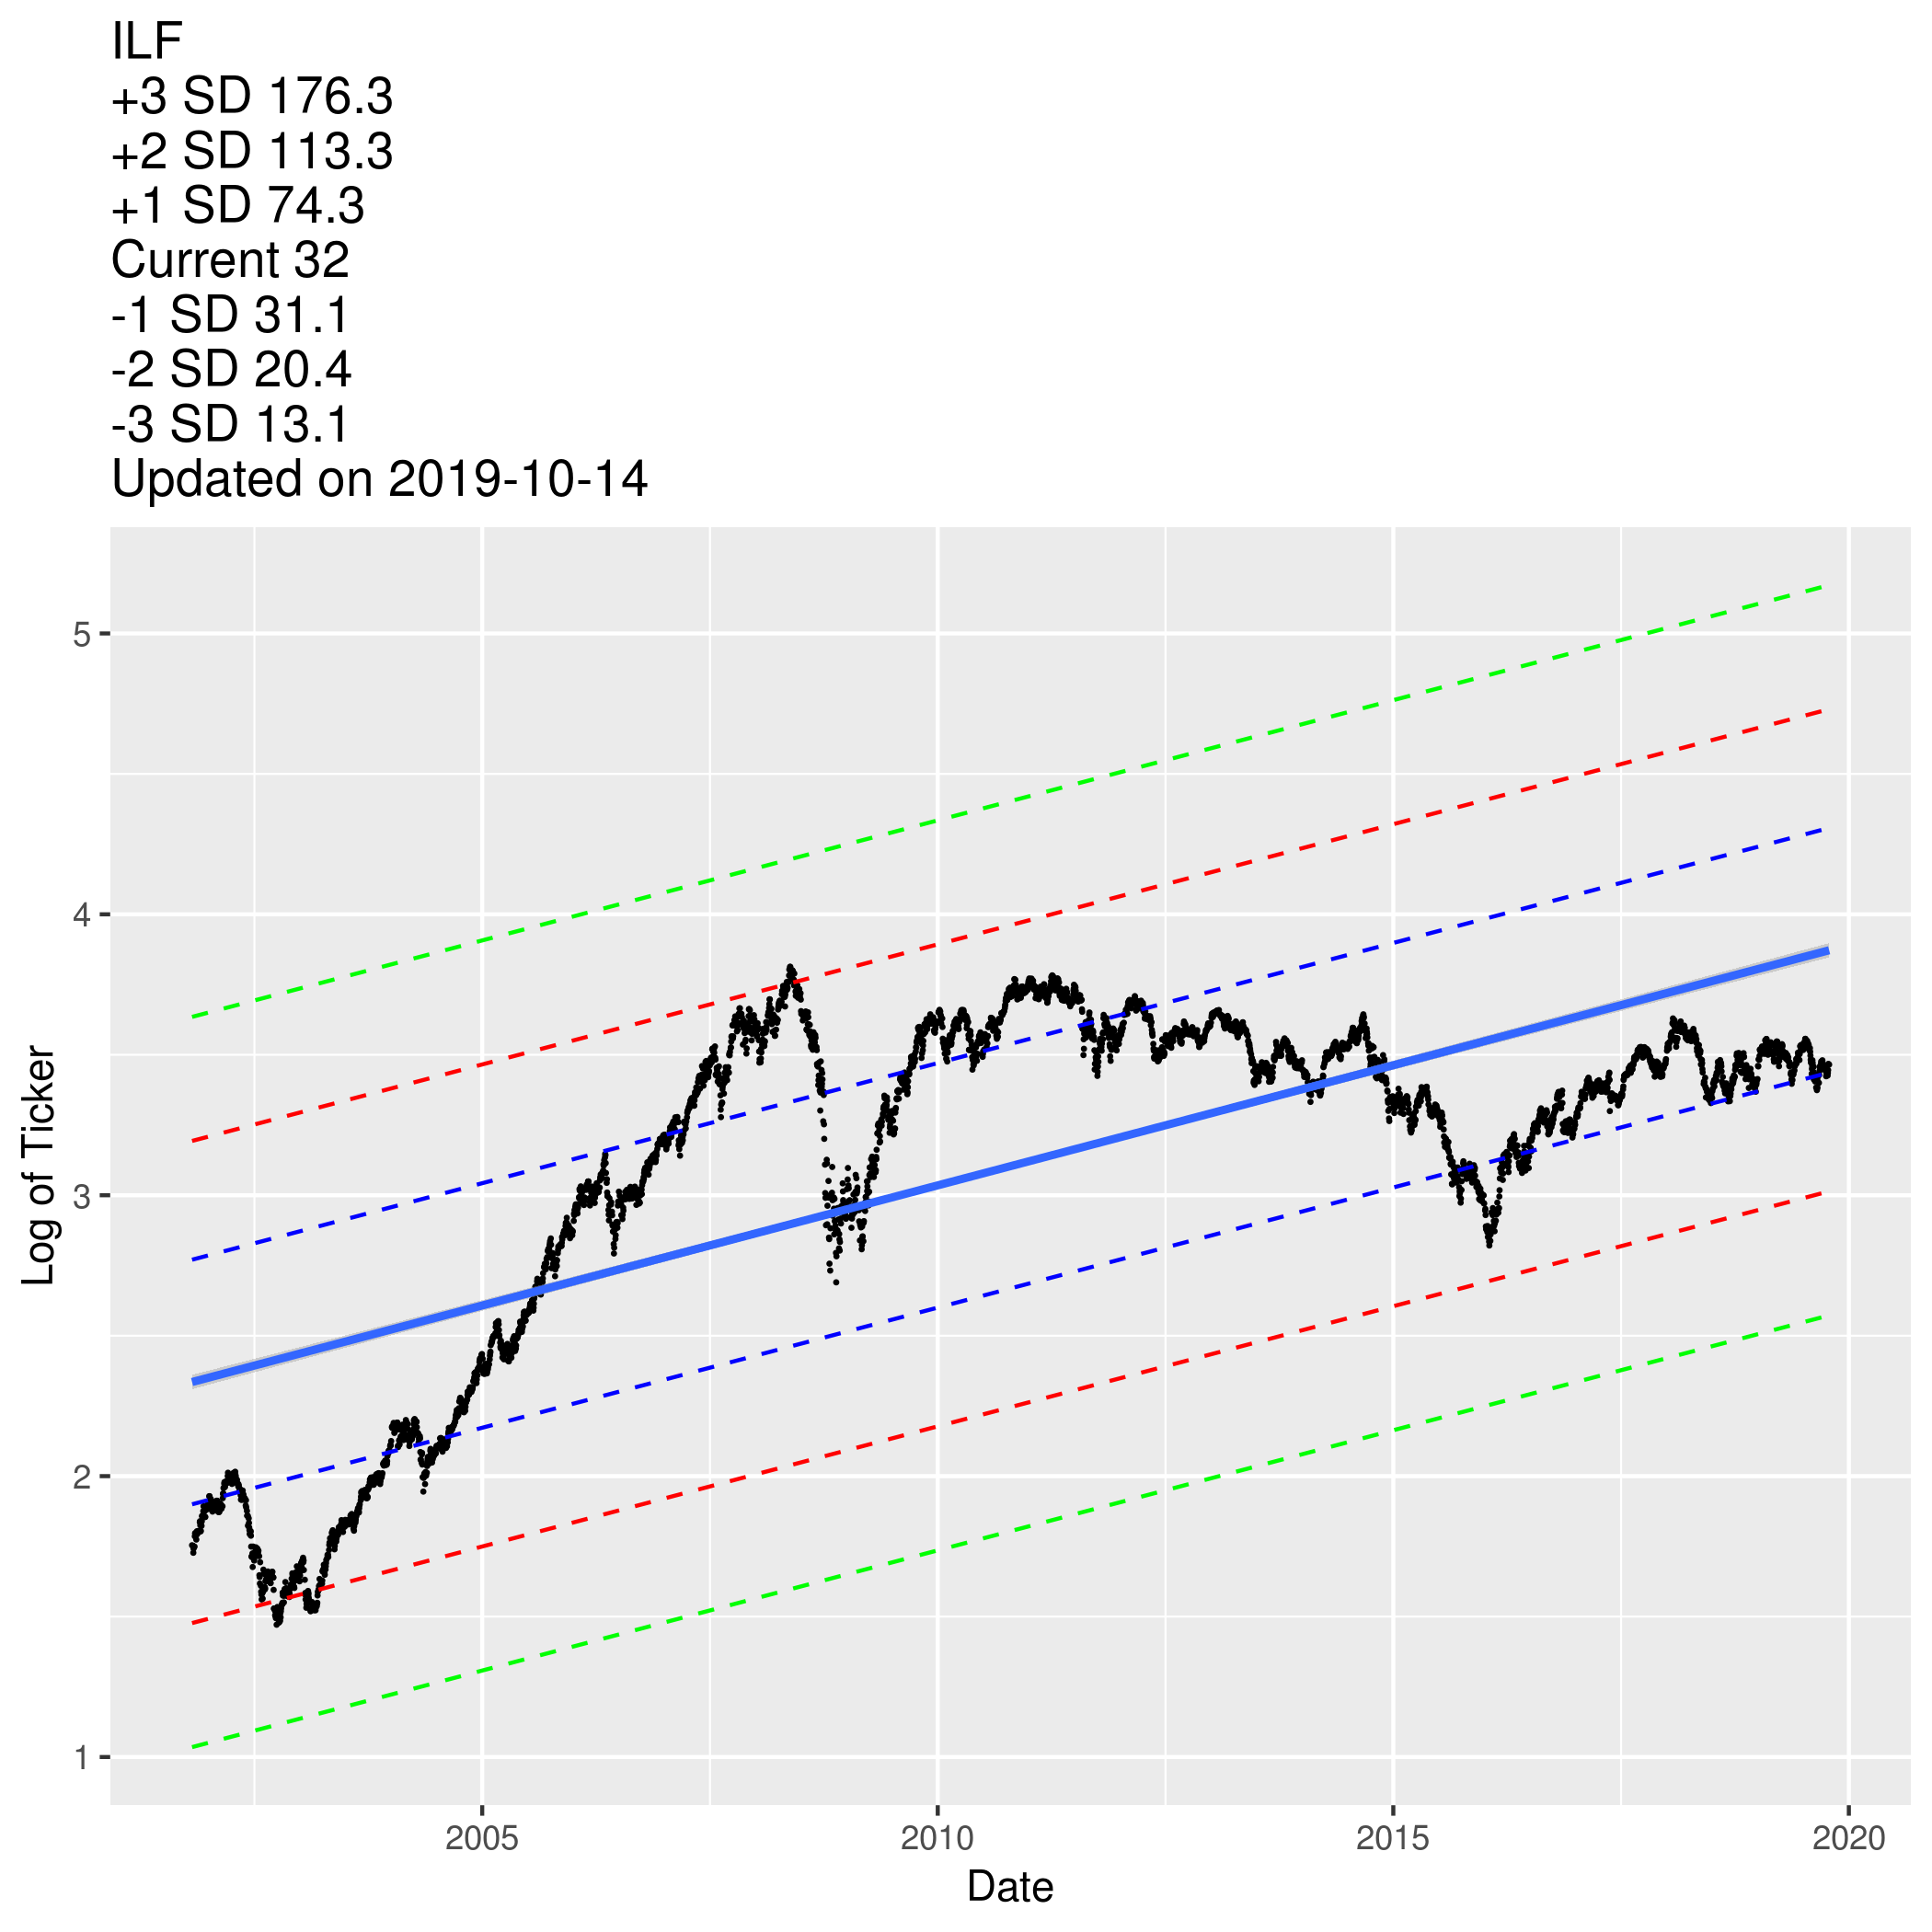 ILF
+3 SD 176.3
+2 SD 113.3
+1 SD 74.3
Current 32
-1 SD 31.1
-2 SD 20.4
-3 SD 13.1
Updated on 2019-10-14
Log of Ticker
5
4
3
2
1
2005 2010 2015 2020
Date